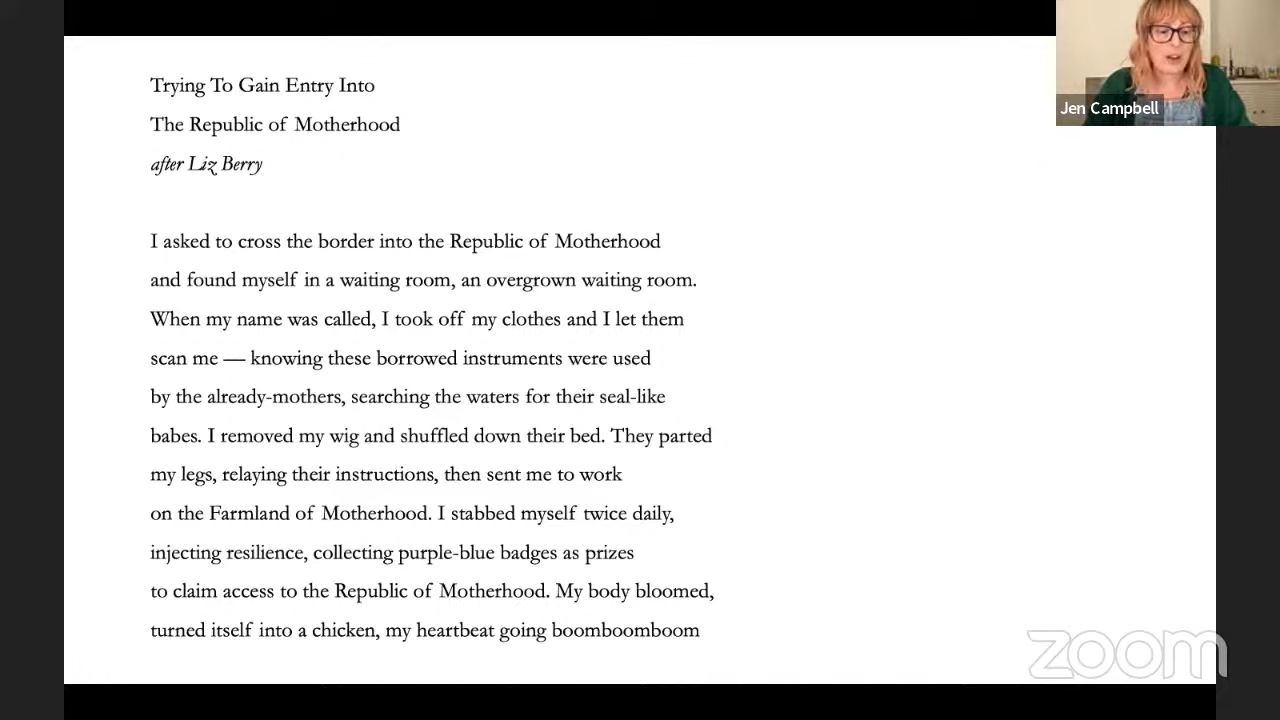 Trying To Gain Entry Into
The Republic of Motherhood
after Liz Berry
I asked to cross the border into the Republic of Motherhood
and found myself in a waiting room, an overgrown waiting room.
When my name was called, I took off my clothes and I let them
scan me — knowing these borrowed instruments were used
by the already-mothers, searching the waters for their seal-like
babes. I removed my wig and shuffled down their bed. They parted
my legs, relaying their instructions, then sent me to work
on the Farmland of Motherhood. I stabbed myself twice daily,
injecting resilience, collecting purple-blue badges as prizes
to claim access to the Republic of Motherhood. My body bloomed,
turned itself into a chicken, my heartbeat going boomboomboom
Jen Campbell
zoom